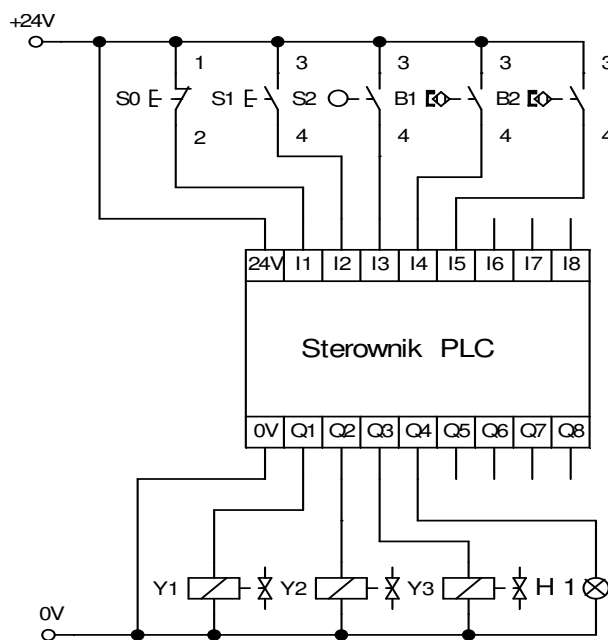 +24V
1 3 3 3 3
S0 S1 S2 B1 B2
2 4 4 4 4
24V I1 I2 I3 I4 I5 I6 I7 I8
Sterownik PLC
0V Q1 Q2 Q3 Q4 Q5 Q6 Q7 Q8
Y1 Y2 Y3 H 1
0V